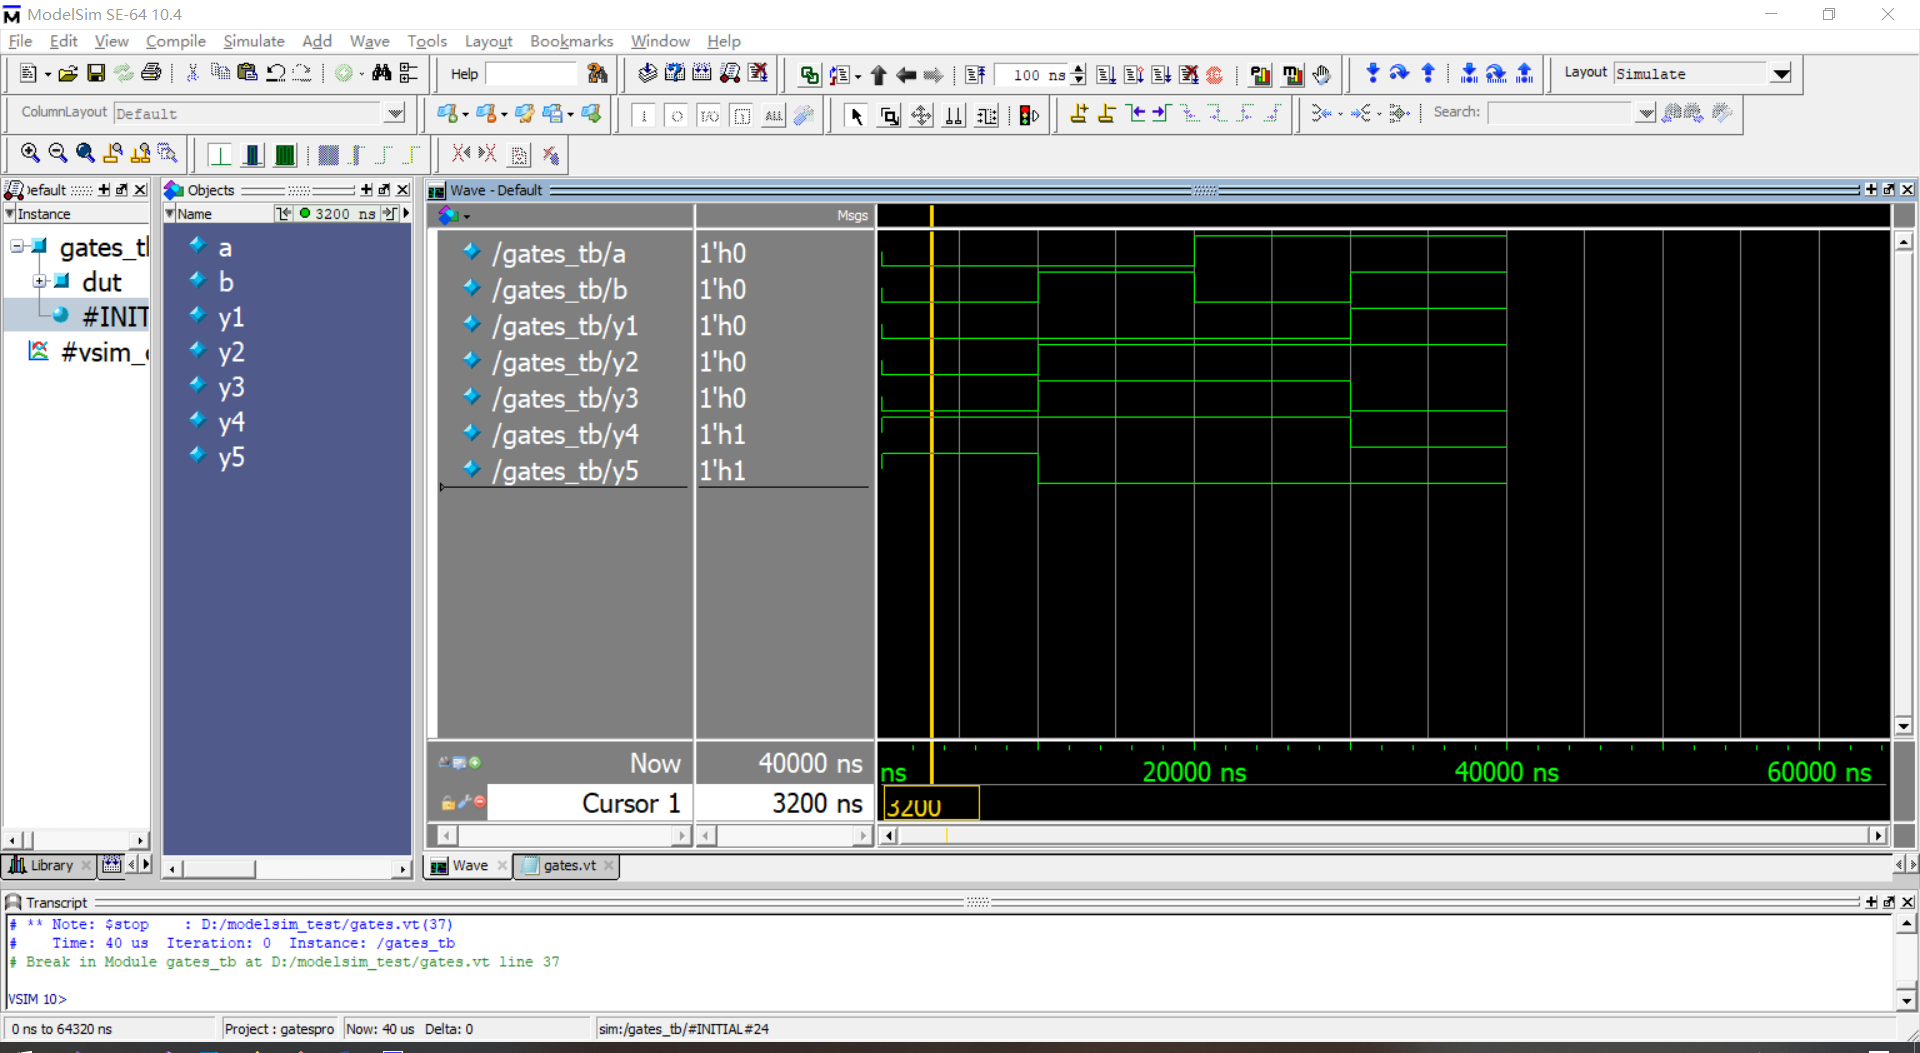 ModelSim SE-64 10.4
File Edit View Compile Simulate Add Wave Tools Layout Bookmarks Window Help
Help 100 ns Layout Simulate
ColumnLayout Default ALL Search:
Default Objects Wave - Default
Instance Name 3200 ns Msgs
gates_t
dut
#INIT
#vsim_
a
b
y1
y2
y3
y4
y5
/gates_tb/a 1'h0
/gates_tb/b 1'h0
/gates_tb/y1 1'h0
/gates_tb/y2 1'h0
/gates_tb/y3 1'h0
/gates_tb/y4 1'h1
/gates_tb/y5 1'h1
Now 40000 ns ns 20000 ns 40000 ns 60000 ns
Cursor 1 3200 ns 3200
Library Wave gates.vt
Transcript
# ** Note: $stop    : D:/modelsim_test/gates.vt(37)
#    Time: 40 us  Iteration: 0  Instance: /gates_tb
# Break in Module gates_tb at D:/modelsim_test/gates.vt line 37
VSIM 10>
0 ns to 64320 ns Project : gatespro Now: 40 us Delta: 0 sim:/gates_tb/#INITIAL#24